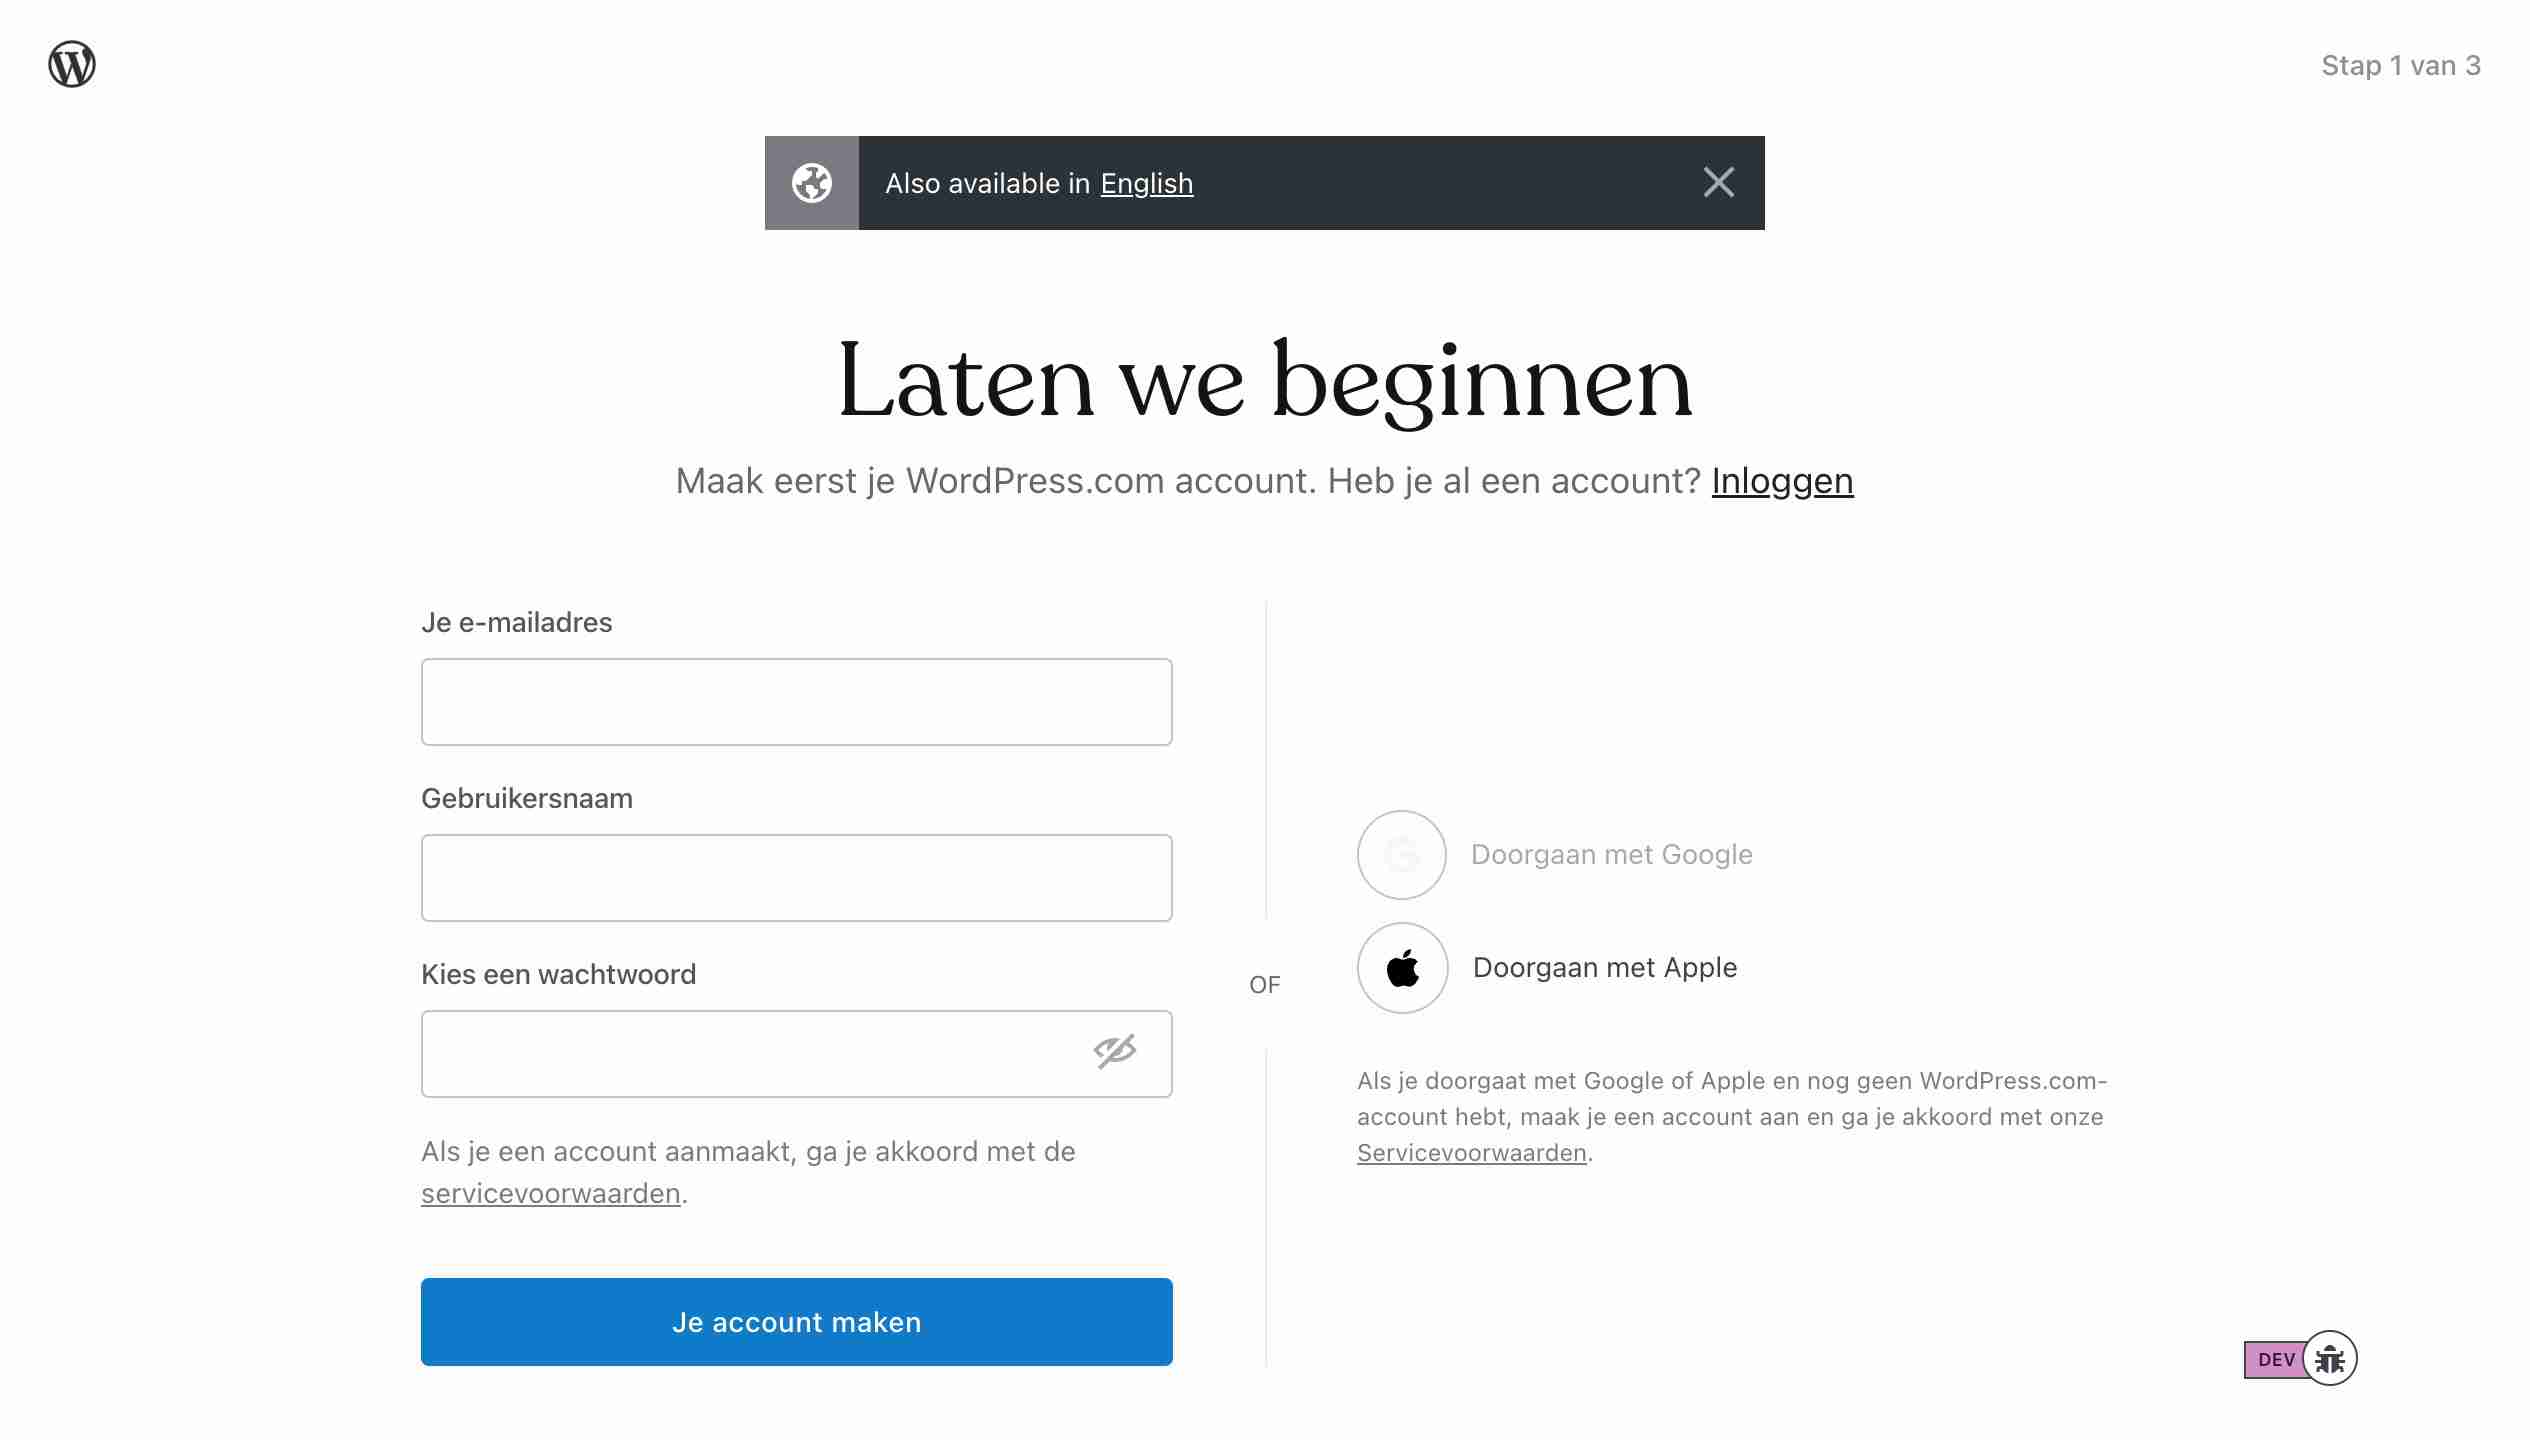 Stap 1 van 3
Also available in English
Laten we beginnen
Maak eerst je WordPress.com account. Heb je al een account? Inloggen
Je e-mailadres
Gebruikersnaam
Kies een wachtwoord
Als je een account aanmaakt, ga je akkoord met de
servicevoorwaarden.
Je account maken
OF
Doorgaan met Google
Doorgaan met Apple
Als je doorgaat met Google of Apple en nog geen WordPress.com-
account hebt, maak je een account aan en ga je akkoord met onze
Servicevoorwaarden.
DEV